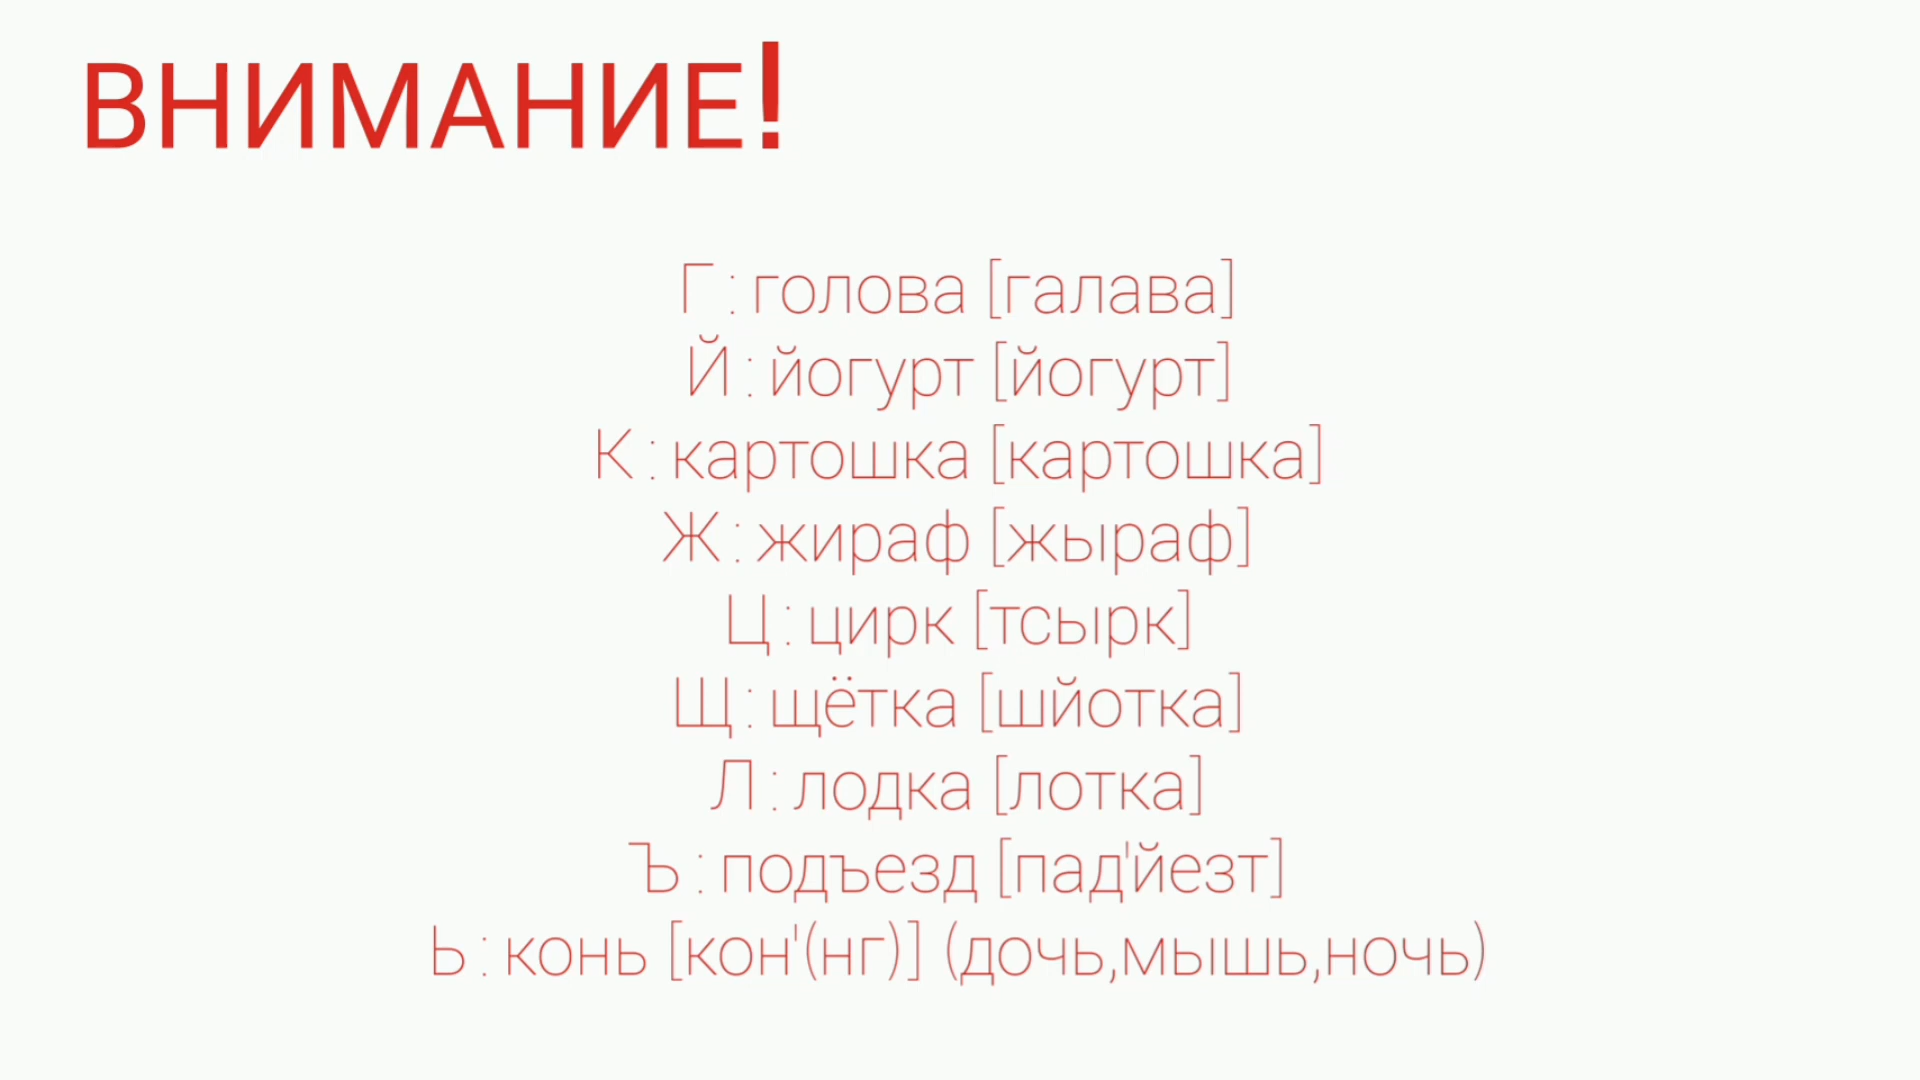 ВНИМАНИЕ!
Г : голова [галава]
Й : йогурт [йогурт]
К : картошка [картошка]
Ж : жираф [жыраф]
Ц : цирк [тсырк]
Щ : щётка [шйотка]
Л : лодка [лотка]
Ъ : подъезд [пад'йезт]
Ь : конь [кон'(нг)] (дочь,мышь,ночь)